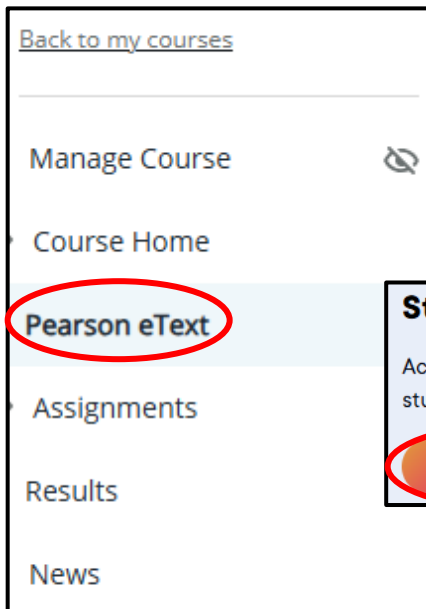 Back to my courses
Manage Course
Course Home
Pearson eText
Assignments
Results
News